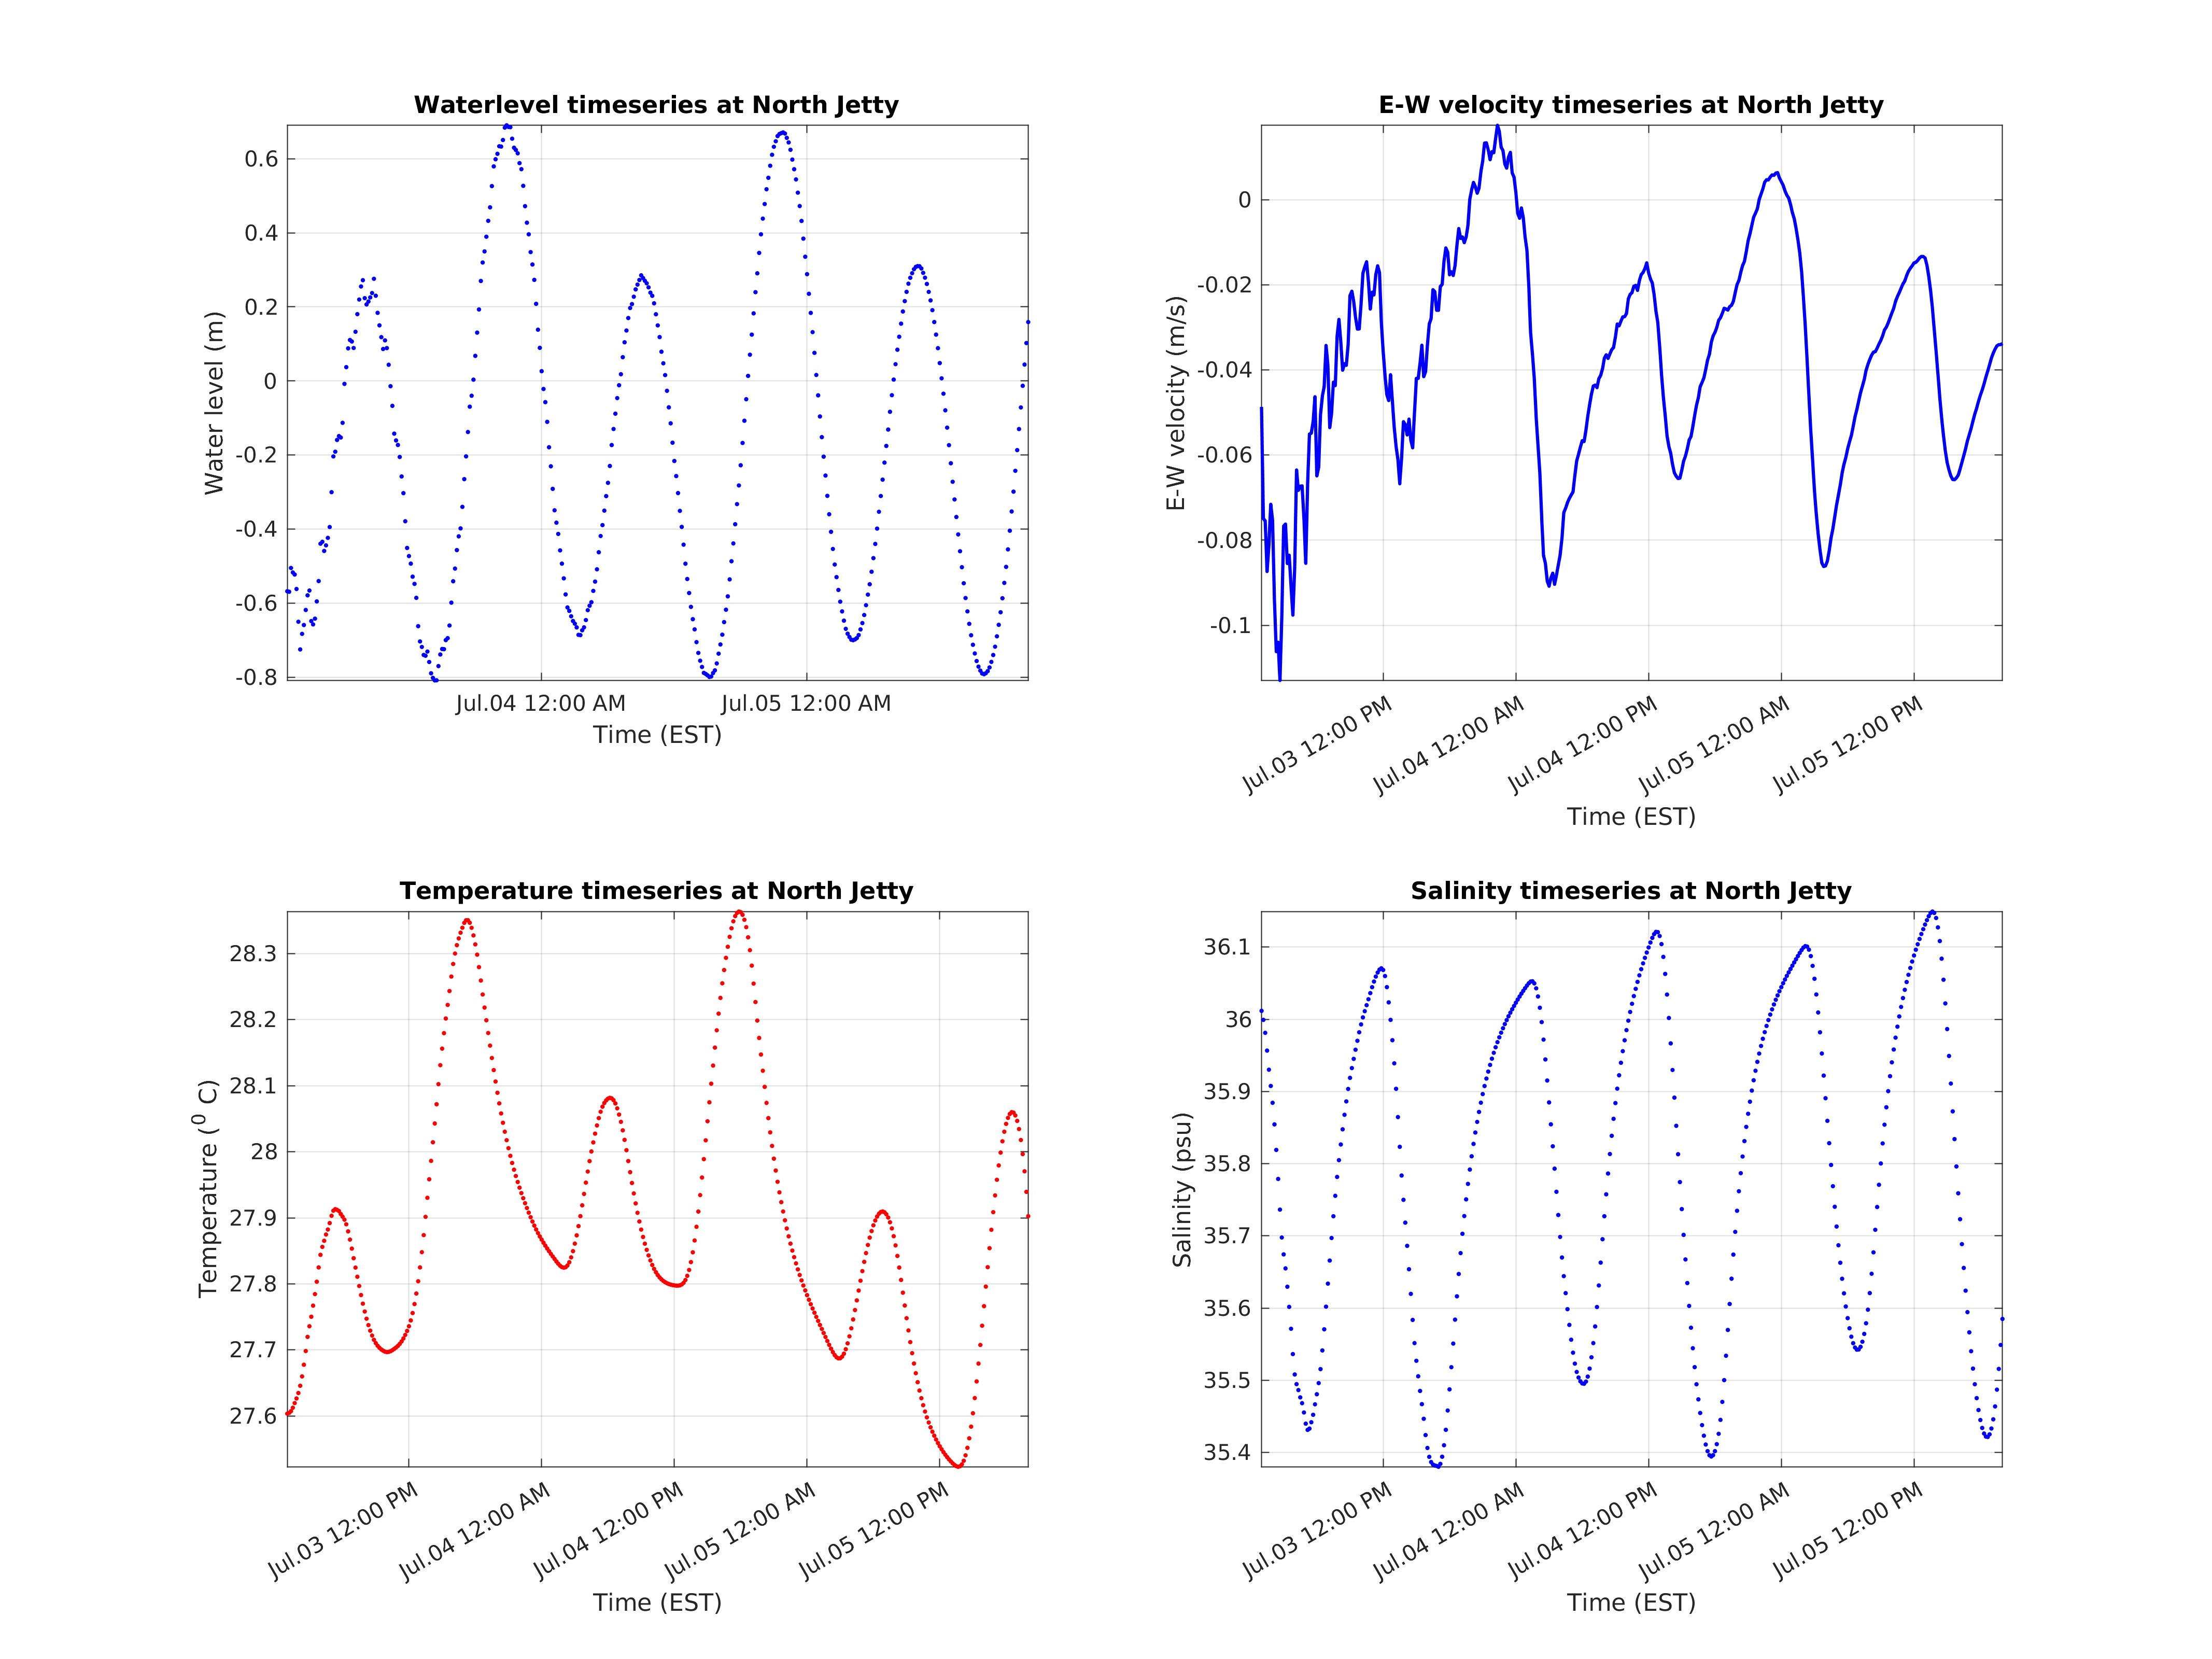 Waterlevel timeseries at North Jetty
0.6
0.4
0.2
0
-0.2
-0.4
-0.6
-0.8
Water level (m)
Jul.04 12:00 AM
Jul.05 12:00 AM
Time (EST)
E-W velocity timeseries at North Jetty
0
-0.02
-0.04
-0.06
-0.08
-0.1
E-W velocity (m/s)
Jul.03 12:00 PM
Jul.04 12:00 AM
Jul.04 12:00 PM
Jul.05 12:00 AM
Jul.05 12:00 PM
Time (EST)
Temperature timeseries at North Jetty
28.3
28.2
28.1
28
27.9
27.8
27.7
27.6
Temperature (⁰ C)
Jul.03 12:00 PM
Jul.04 12:00 AM
Jul.04 12:00 PM
Jul.05 12:00 AM
Jul.05 12:00 PM
Time (EST)
Salinity timeseries at North Jetty
36.1
36
35.9
35.8
35.7
35.6
35.5
35.4
Salinity (psu)
Jul.03 12:00 PM
Jul.04 12:00 AM
Jul.04 12:00 PM
Jul.05 12:00 AM
Jul.05 12:00 PM
Time (EST)